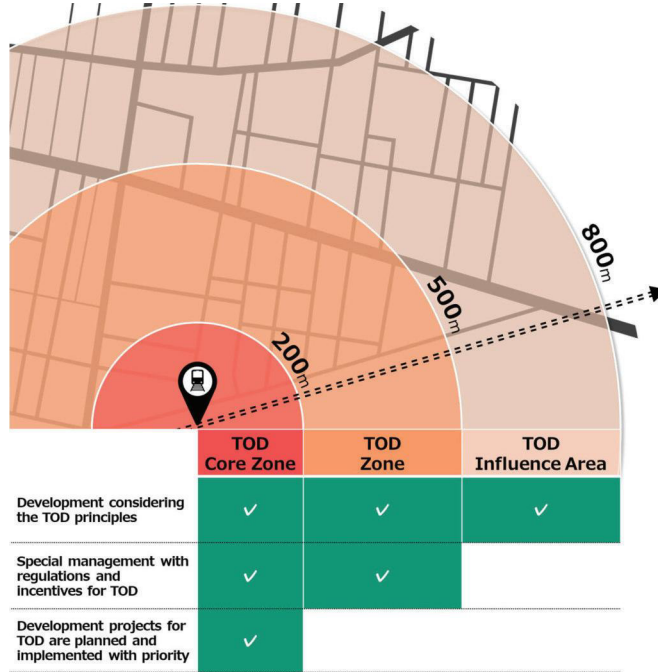 800m
500m
200m
TOD
Core Zone
TOD
Zone
TOD
Influence Area
Development considering
the TOD principles
Special management with
regulations and
incentives for TOD
Development projects for
TOD are planned and
implemented with priority